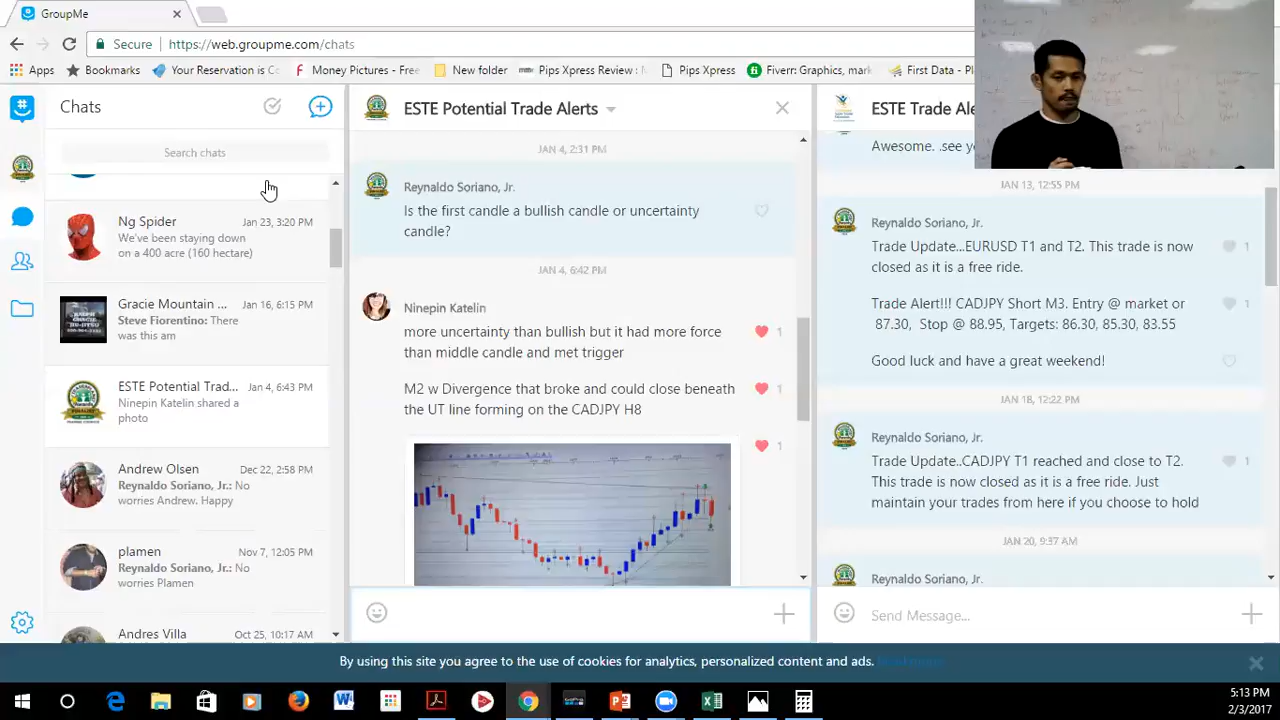 GroupMe
Secure
https://web.groupme.com/chats
Apps
Bookmarks
Your Reservation is Co
Money Pictures - Free
New folder
Pips Xpress Review:
Pips Xpress
Fiverr: Graphics, mark
First Data -
Chats
Search chats
Ng Spider
Jan 23, 3:20 PM
We've been staying down
on a 400 acre (160 hectare)
Gracie Mountain ...
Jan 16, 6:15 PM
Steve Fiorentino: There
was this am
ESTE Potential Trad...
Jan 4, 6:43 PM
Ninepin Katelin shared a
photo
Andrew Olsen
Dec 22, 2:58 PM
Reynaldo Soriano, Jr.: No
worries Andrew. Happy
plamen
Nov 7, 12:05 PM
Reynaldo Soriano, Jr.: No
worries Plamen
Andres Villa
Oct 25, 10:17 AM
ESTE Potential Trade Alerts
JAN 4, 2:31 PM
Reynaldo Soriano, Jr.
Is the first candle a bullish candle or uncertainty
candle?
JAN 4, 6:42 PM
Ninepin Katelin
more uncertainty than bullish but it had more force
than middle candle and met trigger
1
M2 w Divergence that broke and could close beneath
the UT line forming on the CADJPY H8
1
1
ESTE Trade Ale
Awesome. .see y
JAN 13, 12:55 PM
Reynaldo Soriano, Jr.
Trade Update...EURUSD T1 and T2. This trade is now
closed as it is a free ride.
1
Trade Alert!!! CADJPY Short M3. Entry @ market or
87.30, Stop @ 88.95, Targets: 86.30, 85.30, 83.55
1
Good luck and have a great weekend!
JAN 18, 12:22 PM
Reynaldo Soriano, Jr.
Trade Update..CADJPY T1 reached and close to T2.
This trade is now closed as it is a free ride. Just
maintain your trades from here if you choose to hold
1
JAN 20, 9:37 AM
Reynaldo Soriano, Jr.
Send Message...
By using this site you agree to the use of cookies for analytics, personalized content and ads.
5:13 PM
2/3/2017